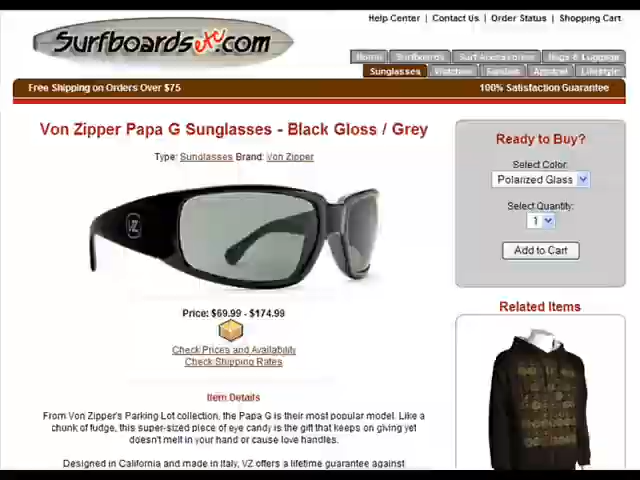 Help Center | Contact Us | Order Status | Shopping Cart
Surfboardsetc.com
Home Surfboards Surf Accessories Bags & Luggage
Sunglasses Watches Sandals Apparel Lifestyle
Free Shipping on Orders Over $75 100% Satisfaction Guarantee
Von Zipper Papa G Sunglasses - Black Gloss / Grey
Type: Sunglasses Brand: Von Zipper
VZ
Price: $69.99 - $174.99
Check Prices and Availability
Check Shipping Rates
Item Details
From Von Zipper's Parking Lot collection, the Papa G is their most popular model. Like a
chunk of fudge, this super-sized piece of eye candy is the gift that keeps on giving yet
doesn't melt in your hand or cause love handles.
Designed in California and made in Italy, VZ offers a lifetime guarantee against
Ready to Buy?
Select Color:
Polarized Glass
Select Quantity:
1
Add to Cart
Related Items